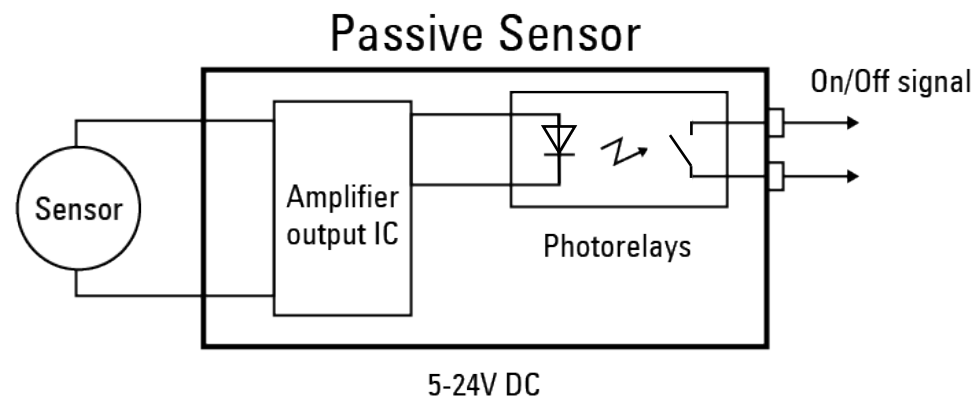 Passive Sensor
On/Off signal
Sensor
Amplifier
output IC
Photorelays
5-24V DC